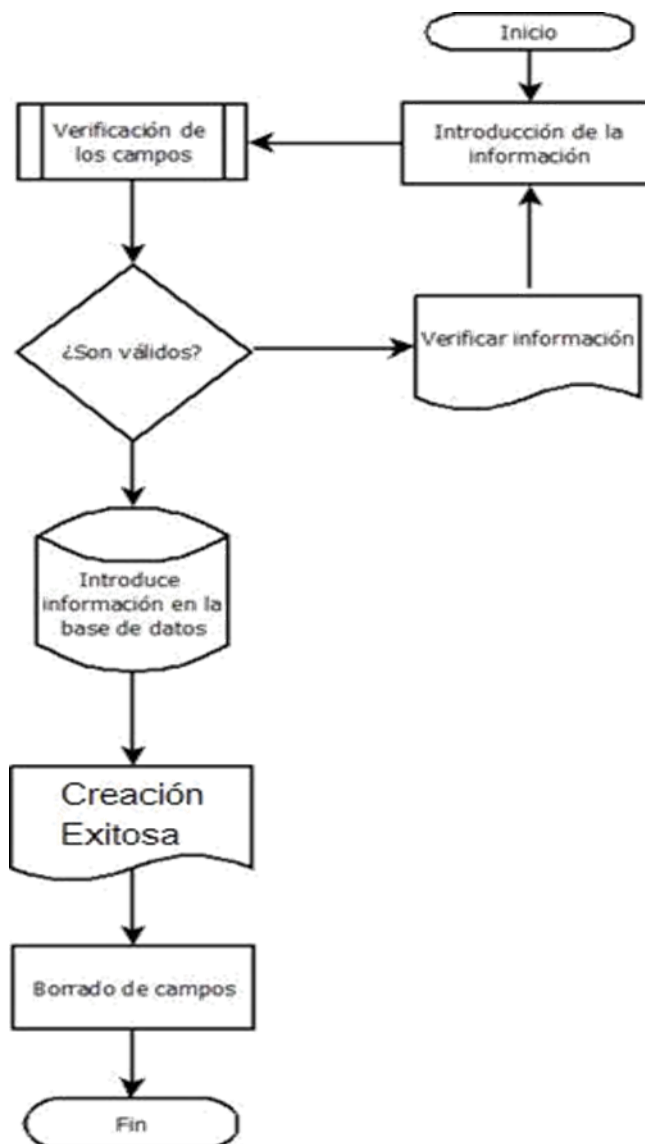 Inicio
Introducción de la
información
Verificación de
los campos
¿Son válidos?
Verificar información
Introduce
información en la
base de datos
Creación
Exitosa
Borrado de campos
Fin